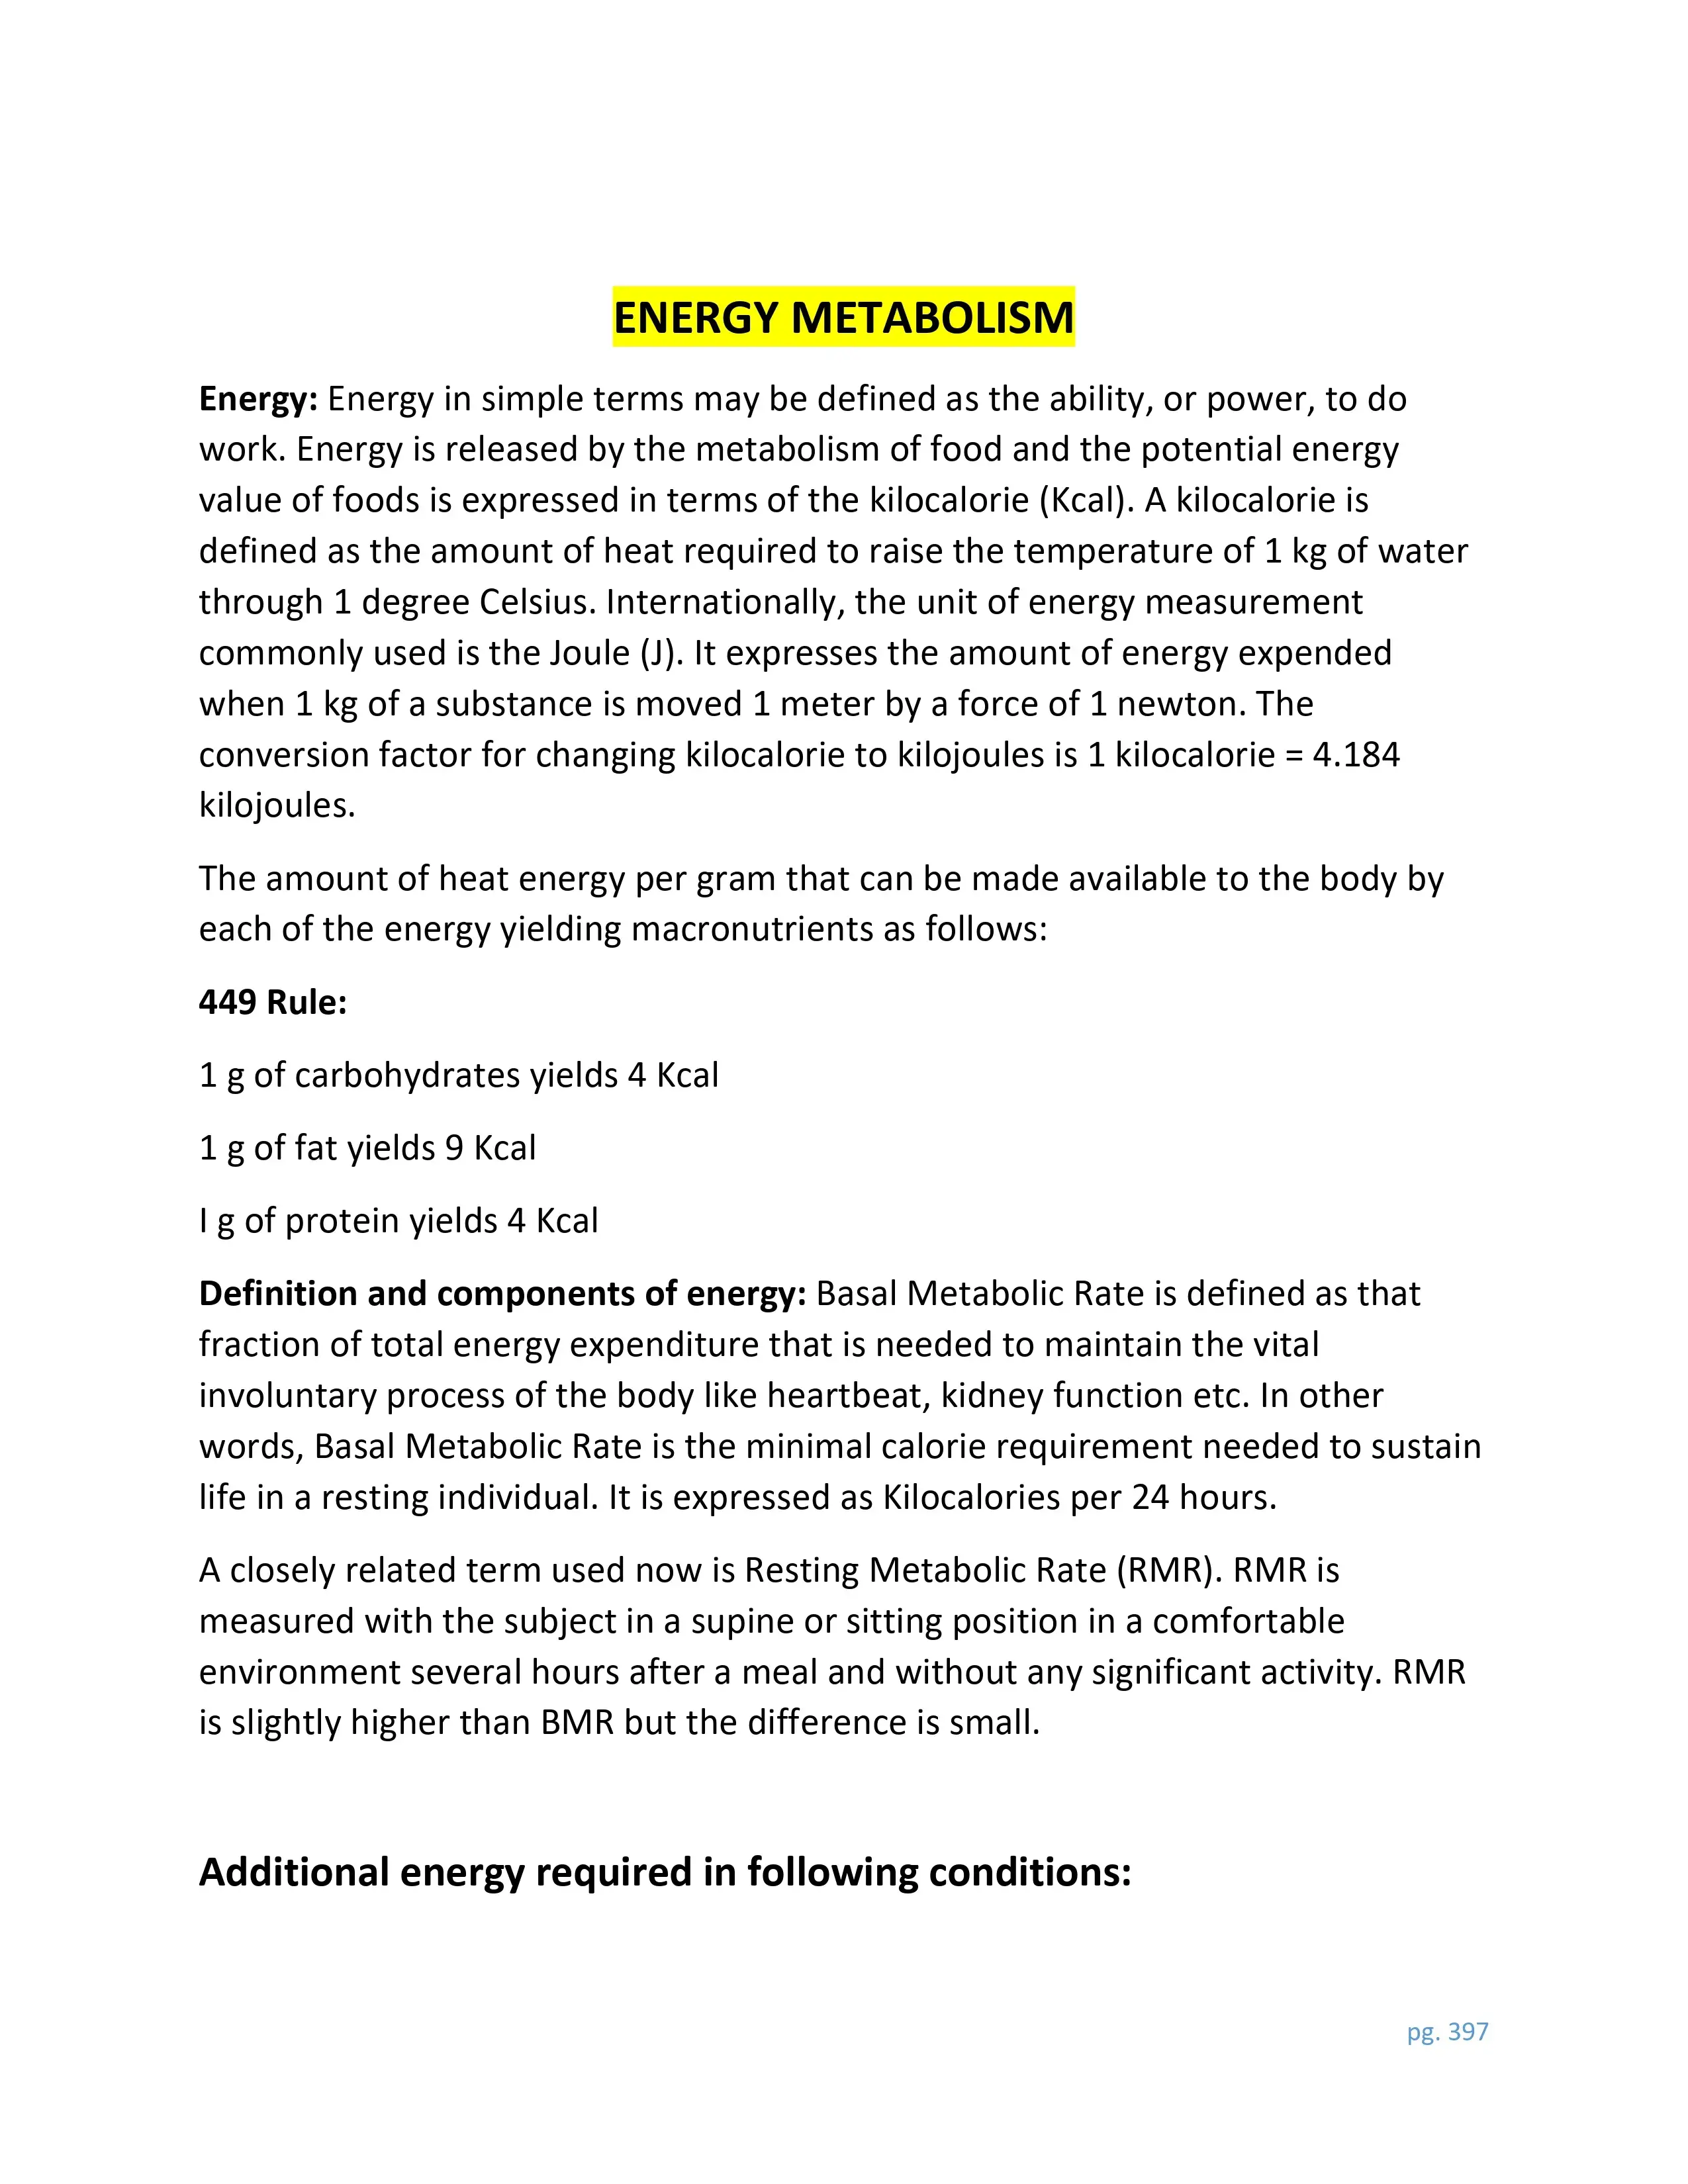 ENERGY METABOLISM
Energy: Energy in simple terms may be defined as the ability, or power, to do
work. Energy is released by the metabolism of food and the potential energy
value of foods is expressed in terms of the kilocalorie (Kcal). A kilocalorie is
defined as the amount of heat required to raise the temperature of 1 kg of water
through 1 degree Celsius. Internationally, the unit of energy measurement
commonly used is the Joule (J). It expresses the amount of energy expended
when 1 kg of a substance is moved 1 meter by a force of 1 newton. The
conversion factor for changing kilocalorie to kilojoules is 1 kilocalorie = 4.184
kilojoules.
The amount of heat energy per gram that can be made available to the body by
each of the energy yielding macronutrients as follows:
449 Rule:
1 g of carbohydrates yields 4 Kcal
1 g of fat yields 9 Kcal
I g of protein yields 4 Kcal
Definition and components of energy: Basal Metabolic Rate is defined as that
fraction of total energy expenditure that is needed to maintain the vital
involuntary process of the body like heartbeat, kidney function etc. In other
words, Basal Metabolic Rate is the minimal calorie requirement needed to sustain
life in a resting individual. It is expressed as Kilocalories per 24 hours.
A closely related term used now is Resting Metabolic Rate (RMR). RMR is
measured with the subject in a supine or sitting position in a comfortable
environment several hours after a meal and without any significant activity. RMR
is slightly higher than BMR but the difference is small.
Additional energy required in following conditions:
pg. 397